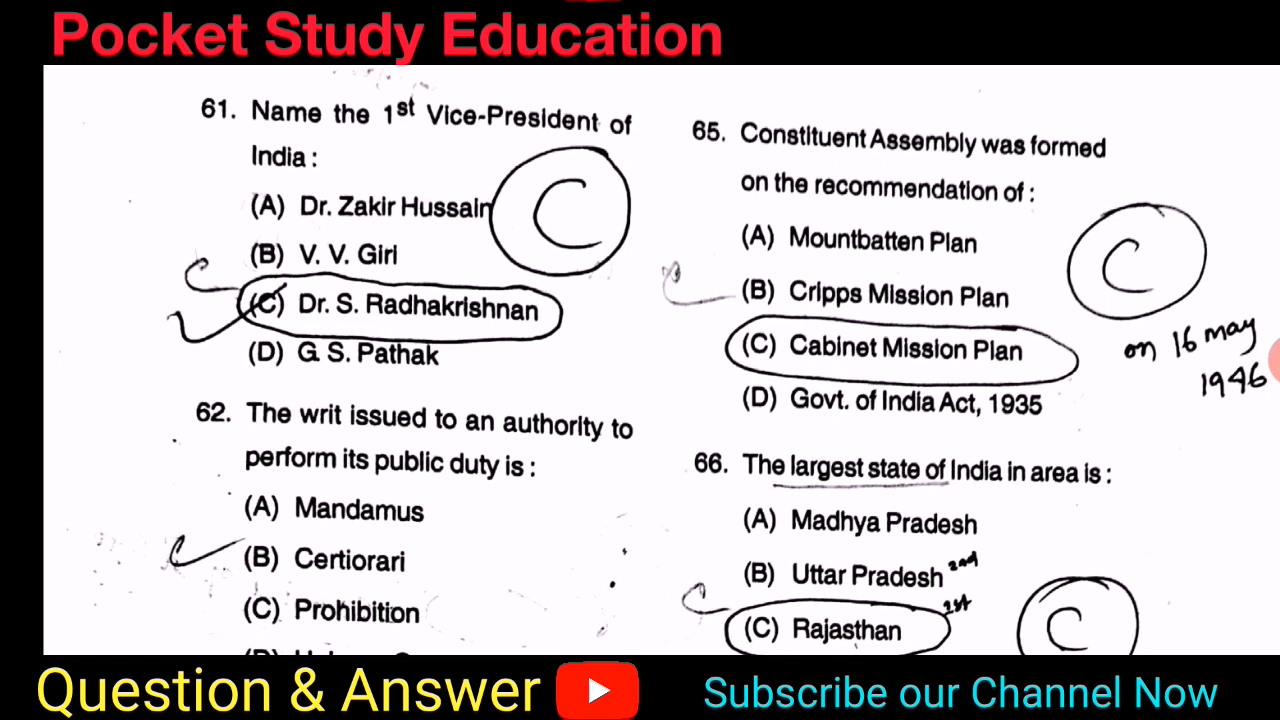 Pocket Study Education
61. Name the 1st Vice-President of
India :
(A) Dr. Zakir Hussain
(B) V. V. Giri
(C) Dr. S. Radhakrishnan
(D) G. S. Pathak
C
62. The writ issued to an authority to
perform its public duty is :
(A) Mandamus
(B) Certiorari
(C) Prohibition
65. Constituent Assembly was formed
on the recommendation of :
(A) Mountbatten Plan
(B) Cripps Mission Plan
(C) Cabinet Mission Plan
(D) Govt. of India Act, 1935
C
on 16 may
1946
66. The largest state of India in area is :
(A) Madhya Pradesh
(B) Uttar Pradesh 2nd
(C) Rajasthan 1st
C
Question & Answer
Subscribe our Channel Now